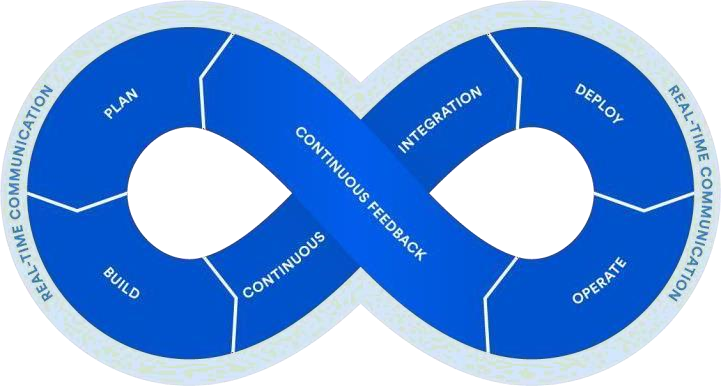 REAL-TIME COMMUNICATION
PLAN
BUILD
CONTINUOUS
INTEGRATION
CONTINUOUS FEEDBACK
DEPLOY
OPERATE
REAL-TIME COMMUNICATION